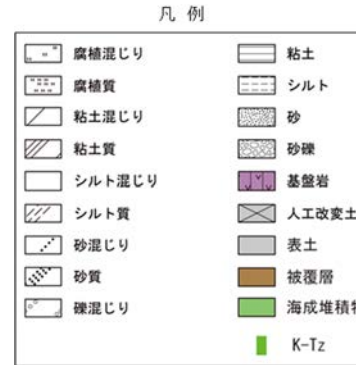 凡 例
腐植混じり
腐植質
粘土混じり
粘土質
シルト混じり
シルト質
砂混じり
砂質
礫混じり
粘土
シルト
砂
砂礫
基盤岩
人工改変土
表土
被覆層
海成堆積物
K-Tz